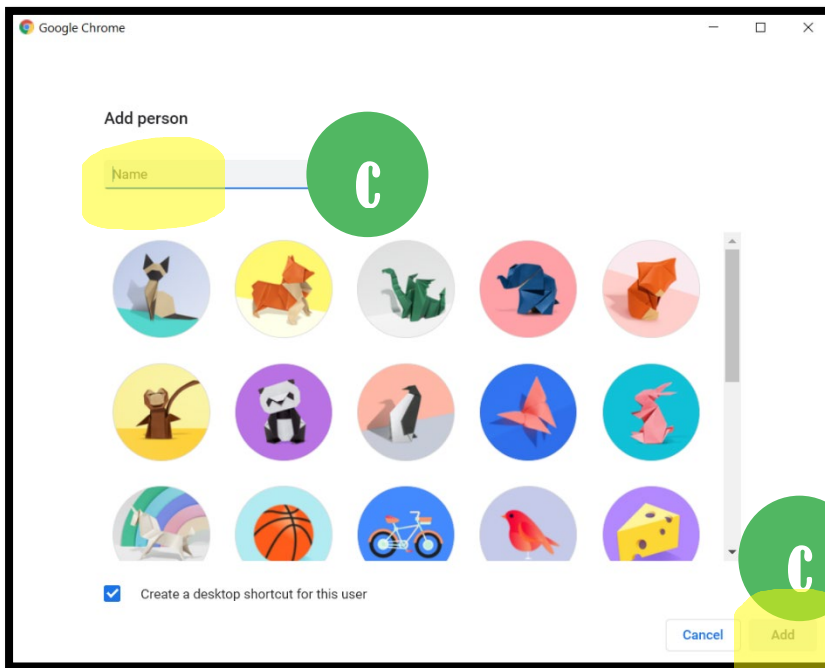 Google Chrome
Add person
Name
C
Create a desktop shortcut for this user
C
Cancel
Add